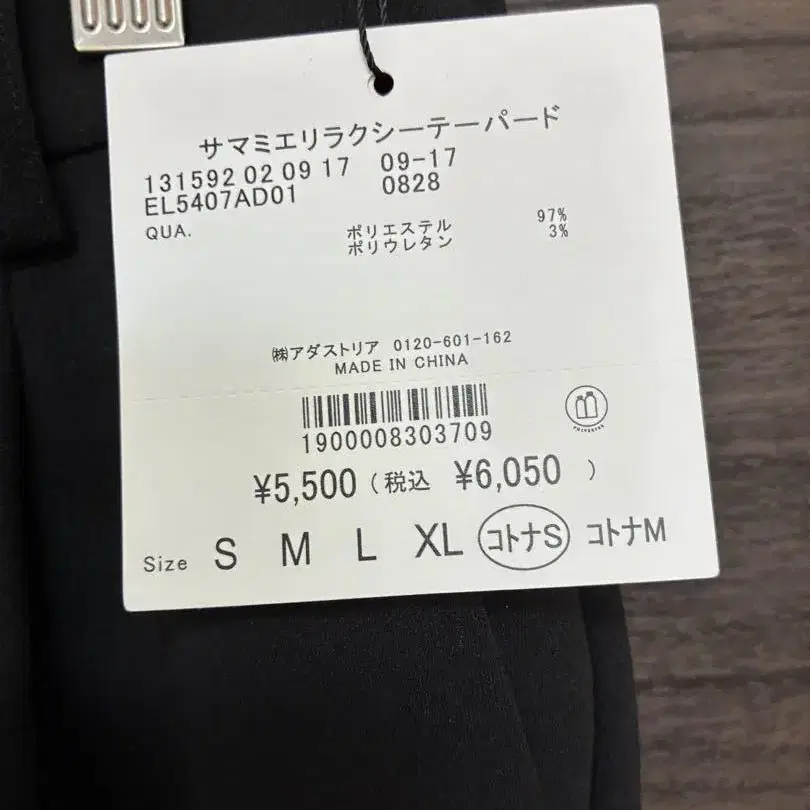 サマミエリラクシーテーパード
131592 02 09 17 09-17
EL5407AD01 0828
QUA. ポリエステル 97%
ポリウレタン 3%
㈱アダストリア 0120-601-162
MADE IN CHINA
1900008303709
¥5,500 (税込 ¥6,050 )
Size S M L XL コトナS コトナM